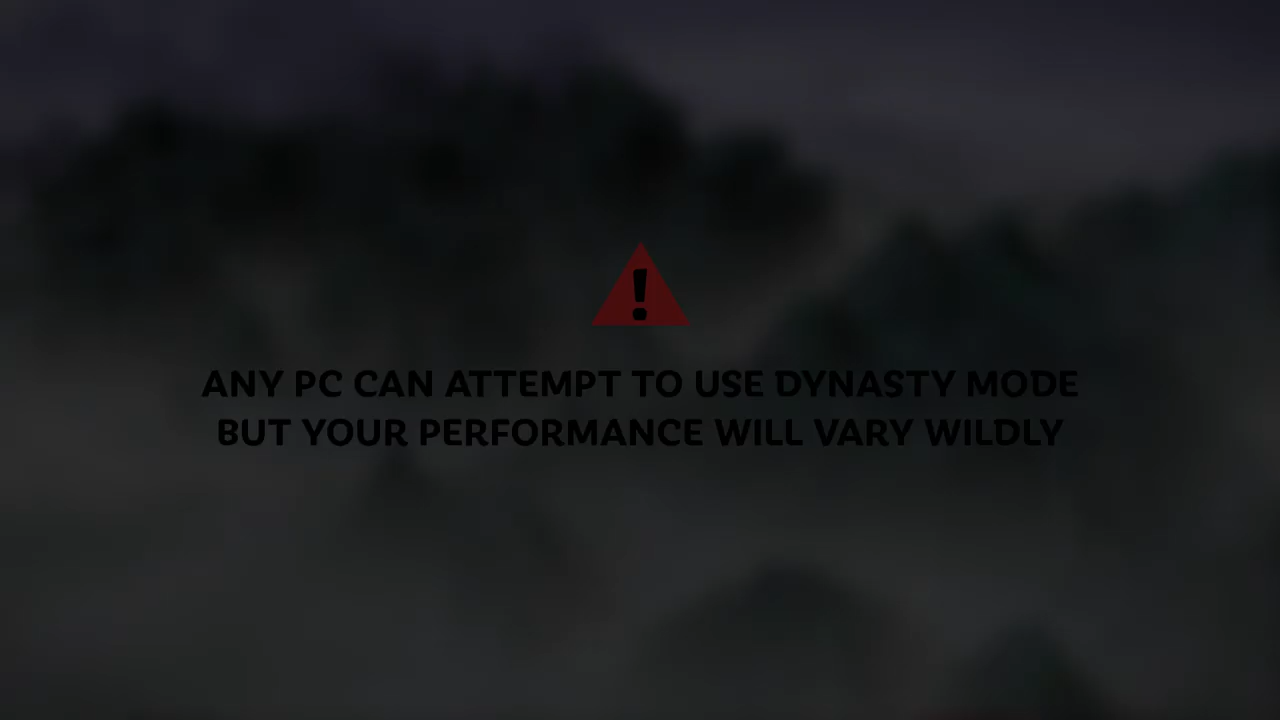 ANY PC CAN ATTEMPT TO USE DYNASTY MODE
BUT YOUR PERFORMANCE WILL VARY WILDLY